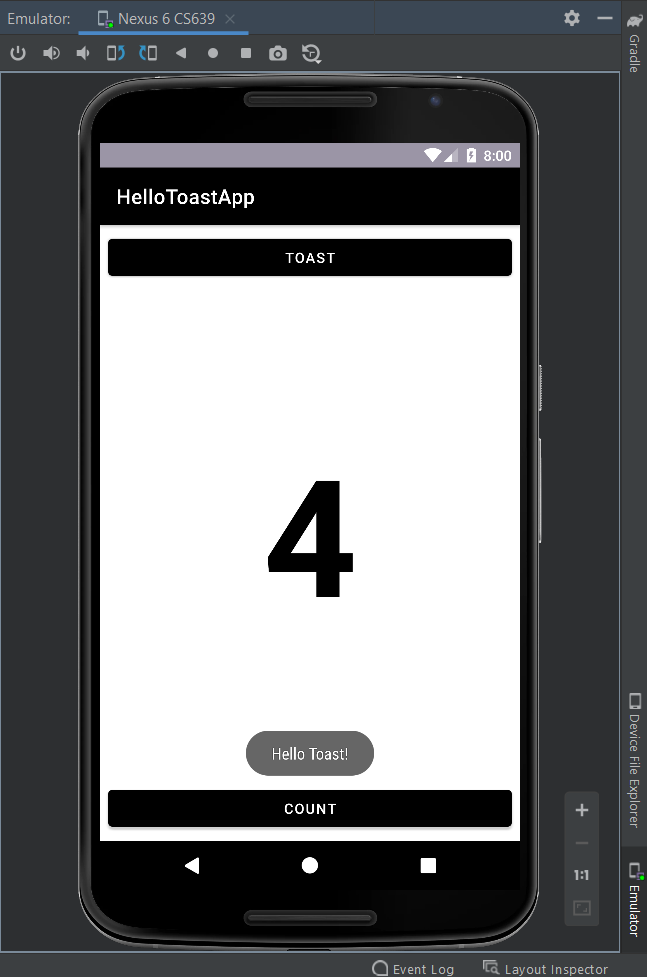 Emulator: Nexus 6 CS639
Gradle
8:00
HelloToastApp
TOAST
4
Hello Toast!
COUNT
Device File Explorer
1:1
Emulator
Event Log
Layout Inspector